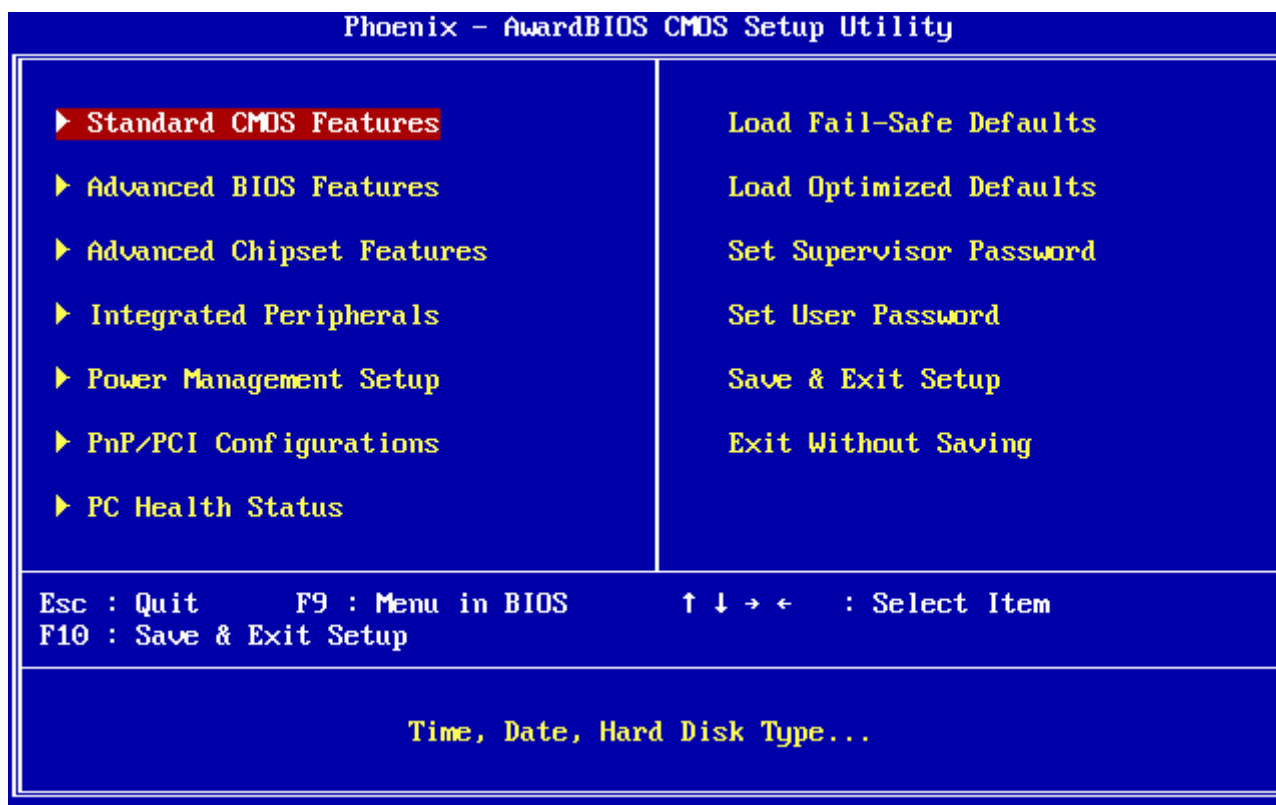 Phoenix - AwardBIOS CMOS Setup Utility
▶ Standard CMOS Features
▶ Advanced BIOS Features
▶ Advanced Chipset Features
▶ Integrated Peripherals
▶ Power Management Setup
▶ PnP/PCI Configurations
▶ PC Health Status
Load Fail-Safe Defaults
Load Optimized Defaults
Set Supervisor Password
Set User Password
Save & Exit Setup
Exit Without Saving
Esc : Quit F9 : Menu in BIOS ↑ ↓ → ← : Select Item
F10 : Save & Exit Setup
Time, Date, Hard Disk Type...